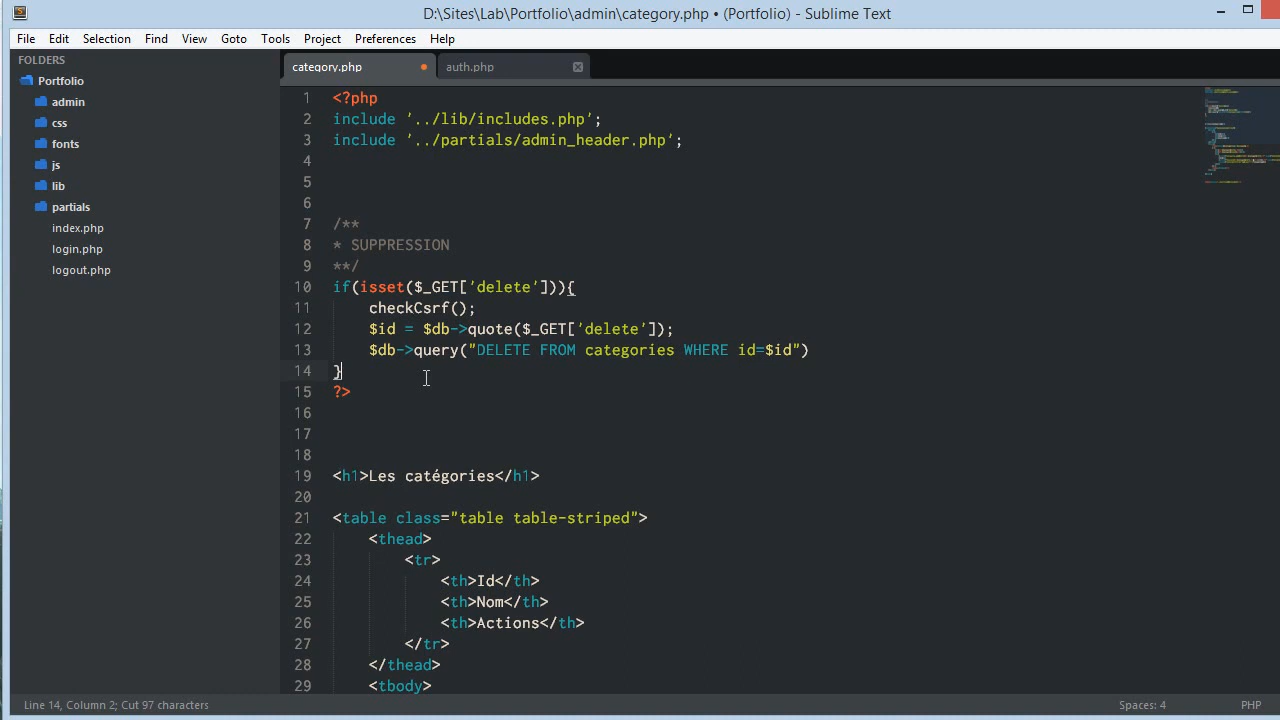 D:\Sites\Lab\Portfolio\admin\category.php • (Portfolio) - Sublime Text
File Edit Selection Find View Goto Tools Project Preferences Help
FOLDERS
Portfolio
admin
css
fonts
js
lib
partials
index.php
login.php
logout.php
category.php auth.php
1 <?php
2 include '../lib/includes.php';
3 include '../partials/admin_header.php';
4
5
6
7 /**
8 * SUPPRESSION
9 **/
10 if(isset($_GET['delete'])){
11 checkCsrf();
12 $id = $db->quote($_GET['delete']);
13 $db->query("DELETE FROM categories WHERE id=$id")
14 }
15 ?>
16
17
18
19 <h1>Les catégories</h1>
20
21 <table class="table table-striped">
22 <thead>
23 <tr>
24 <th>Id</th>
25 <th>Nom</th>
26 <th>Actions</th>
27 </tr>
28 </thead>
29 <tbody>
Line 14, Column 2; Cut 97 characters Spaces: 4 PHP